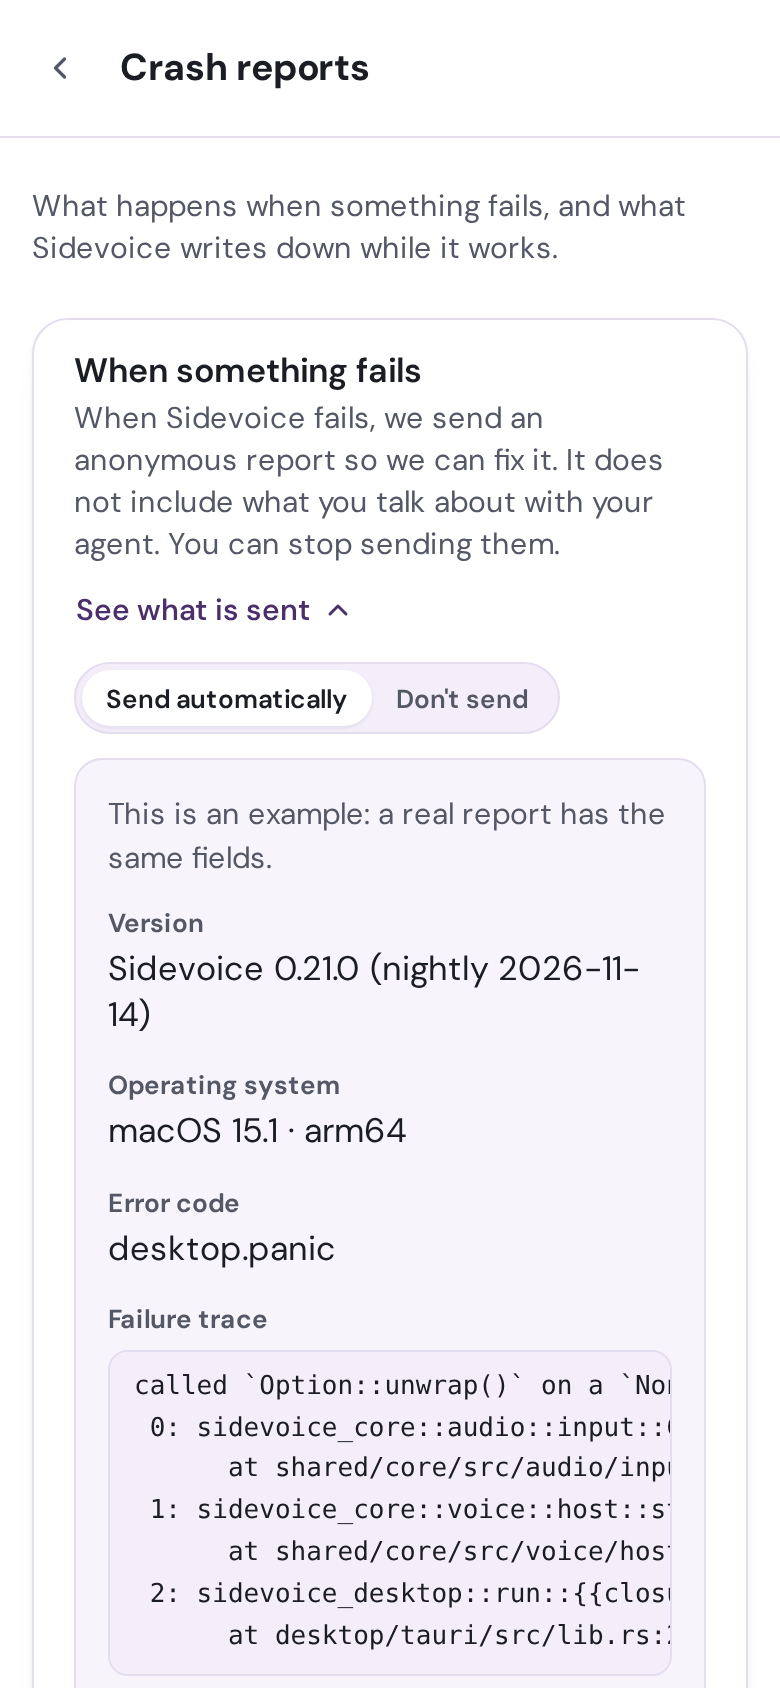 Crash reports
What happens when something fails, and what
Sidevoice writes down while it works.
When something fails
When Sidevoice fails, we send an
anonymous report so we can fix it. It does
not include what you talk about with your
agent. You can stop sending them.
See what is sent
Send automatically
Don't send
This is an example: a real report has the
same fields.
Version
Sidevoice 0.21.0 (nightly 2026-11-
14)
Operating system
macOS 15.1 · arm64
Error code
desktop.panic
Failure trace
called `Option::unwrap()` on a `No
0: sidevoice_core::audio::input::
at shared/core/src/audio/inp
1: sidevoice_core::voice::host::s
at shared/core/src/voice/hos
2: sidevoice_desktop::run::{{clos
at desktop/tauri/src/lib.rs: